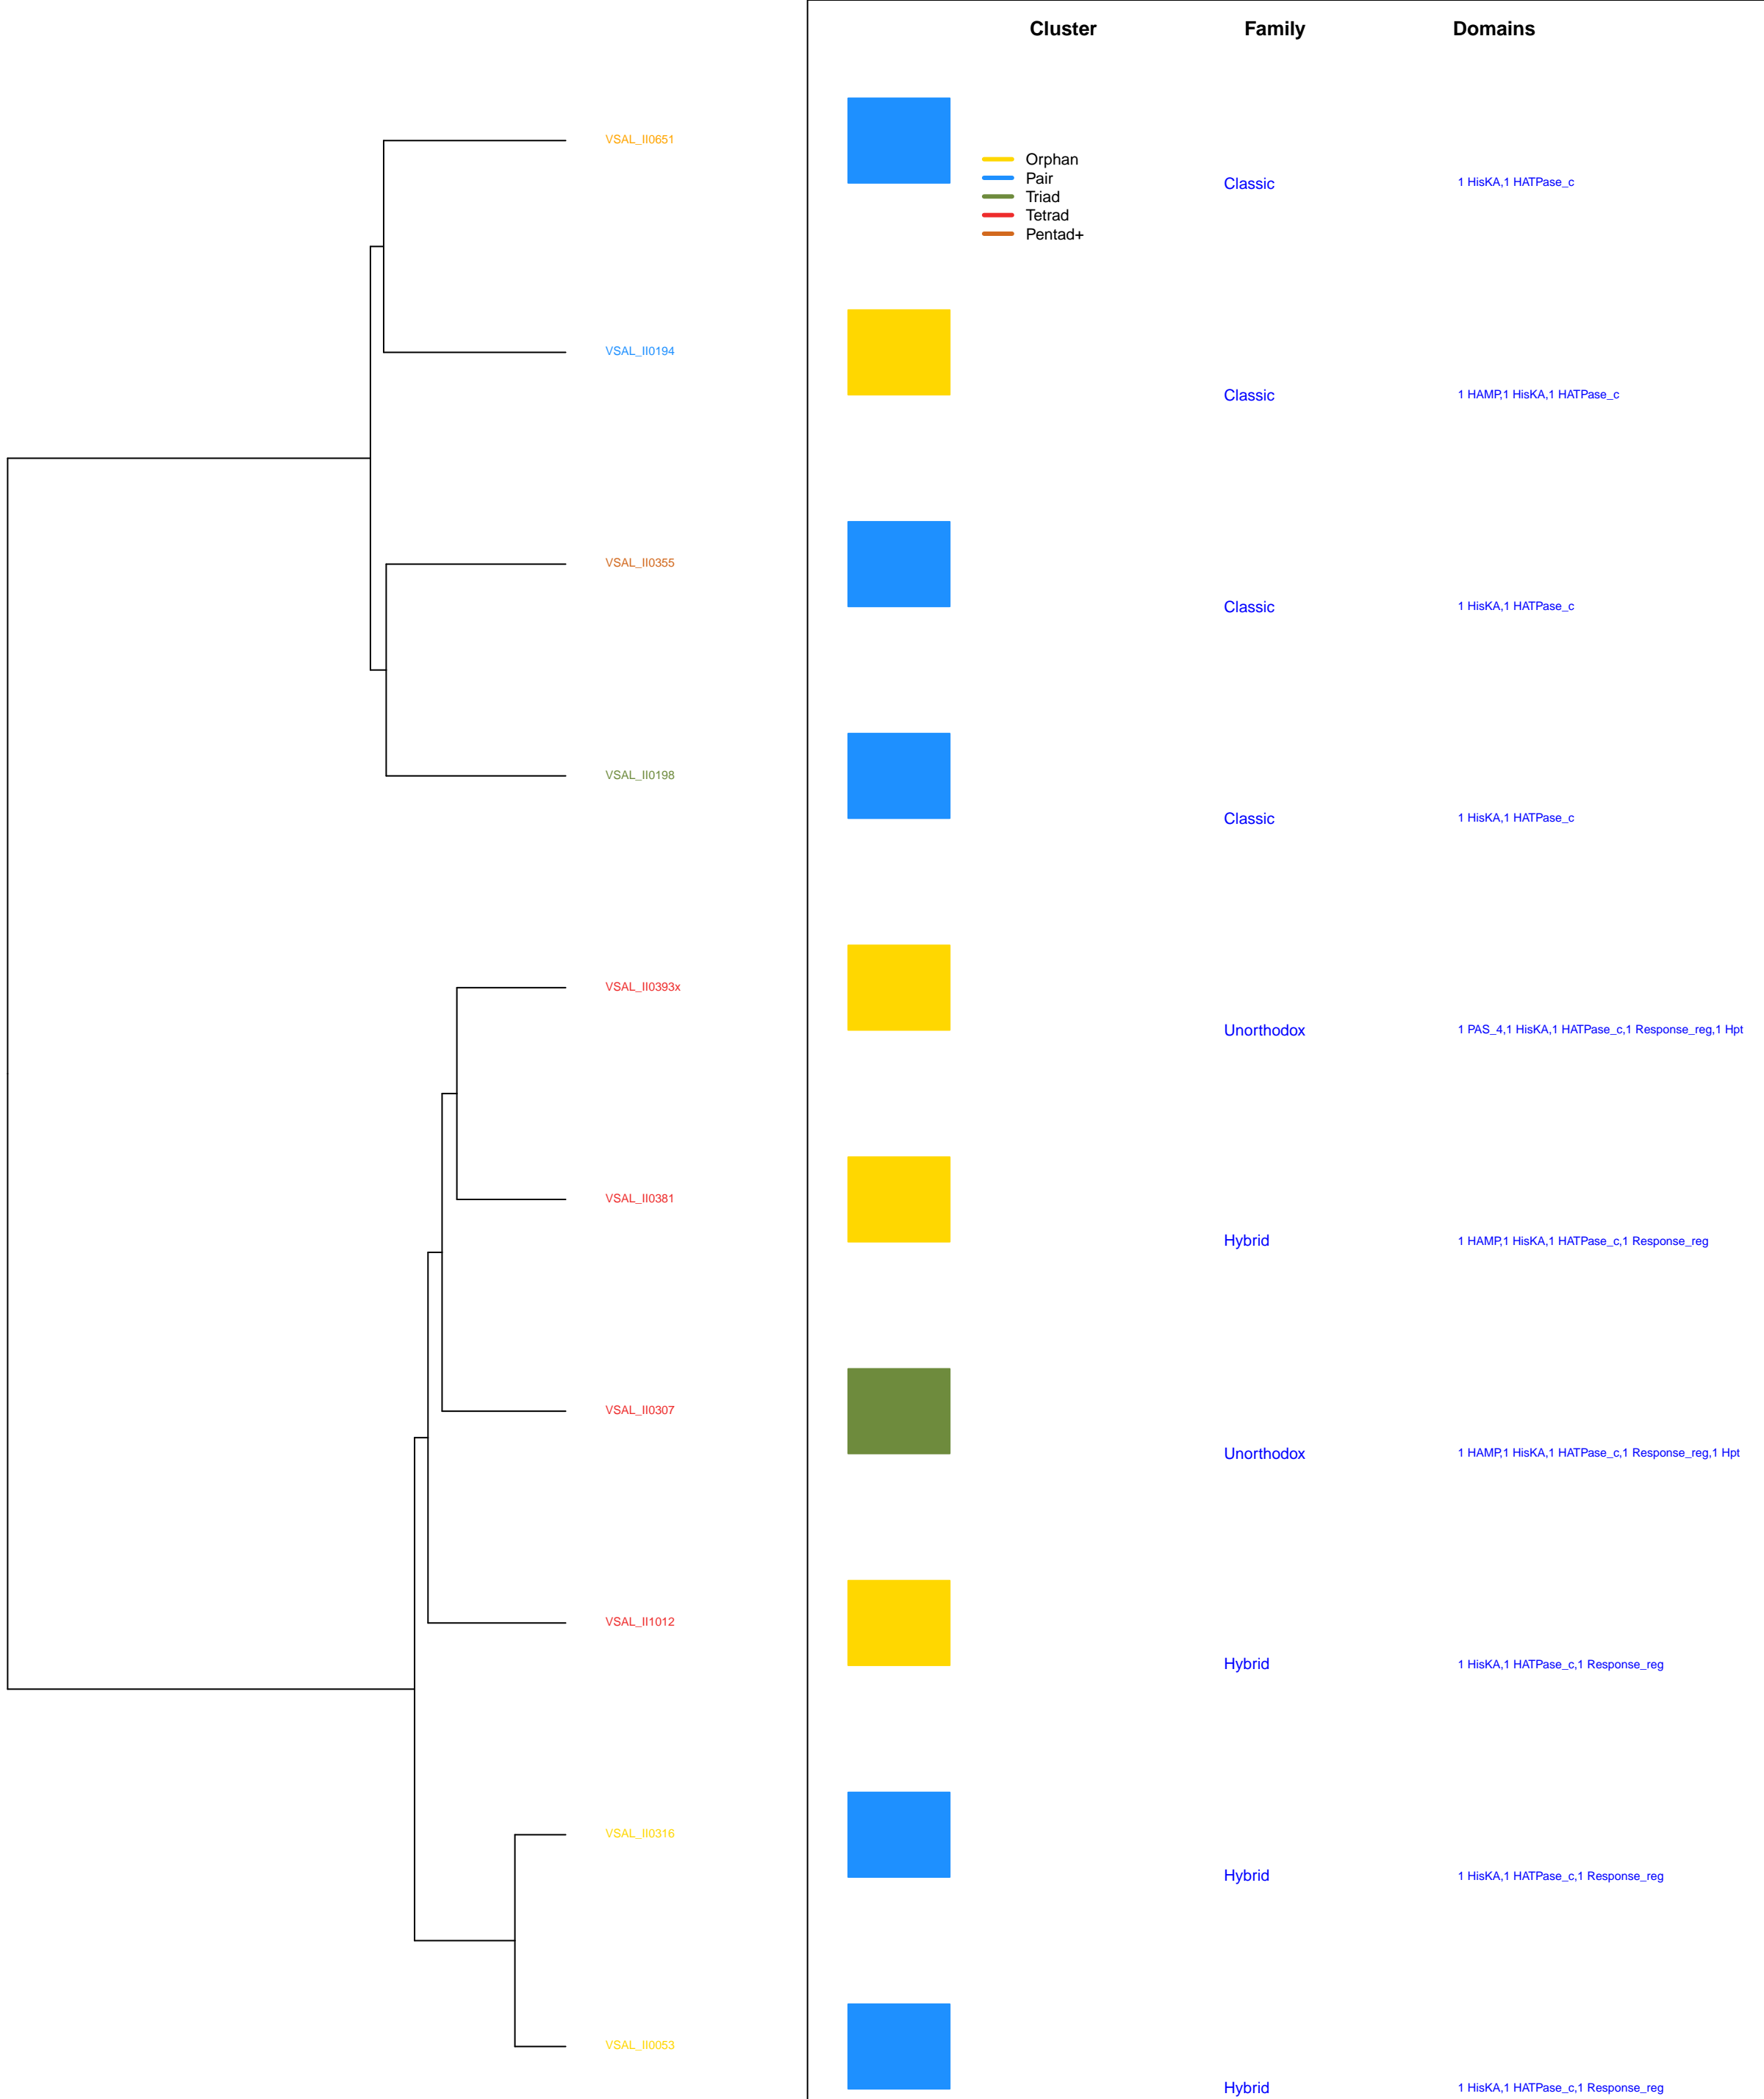 Cluster Family Domains
VSAL_II0651
Orphan
Pair
Triad
Tetrad
Pentad+
Classic 1 HisKA,1 HATPase_c
VSAL_II0194
Classic 1 HAMP,1 HisKA,1 HATPase_c
VSAL_II0355
Classic 1 HisKA,1 HATPase_c
VSAL_II0198
Classic 1 HisKA,1 HATPase_c
VSAL_II0393x
Unorthodox 1 PAS_4,1 HisKA,1 HATPase_c,1 Response_reg,1 Hpt
VSAL_II0381
Hybrid 1 HAMP,1 HisKA,1 HATPase_c,1 Response_reg
VSAL_II0307
Unorthodox 1 HAMP,1 HisKA,1 HATPase_c,1 Response_reg,1 Hpt
VSAL_II1012
Hybrid 1 HisKA,1 HATPase_c,1 Response_reg
VSAL_II0316
Hybrid 1 HisKA,1 HATPase_c,1 Response_reg
VSAL_II0053
Hybrid 1 HisKA,1 HATPase_c,1 Response_reg